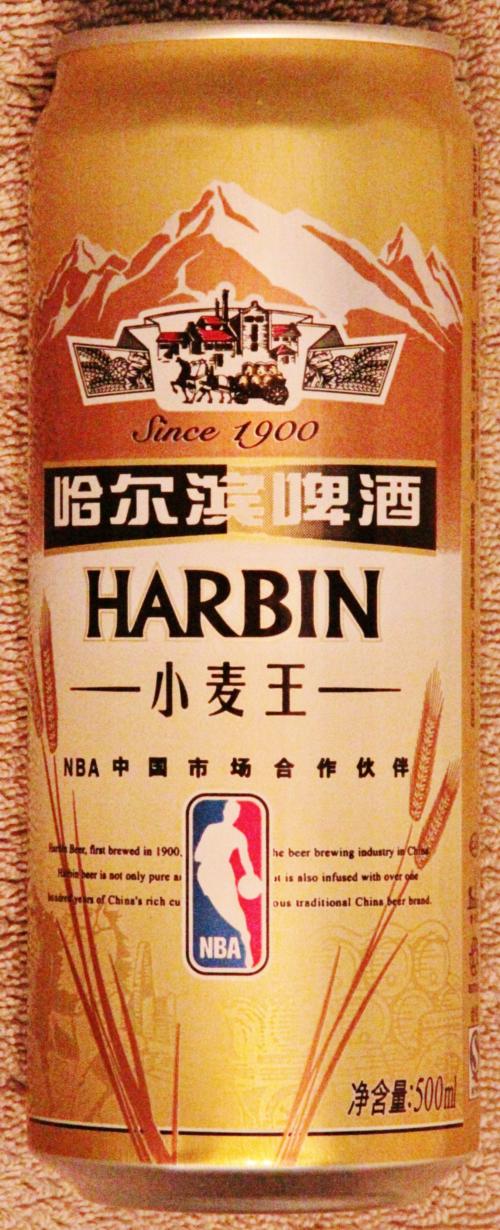 Since 1900
哈尔滨啤酒
HARBIN
小麦王
NBA 中国市场合作伙伴
Harbin Beer, first brewed in 1900, he beer brewing industry in China
Harbin beer is not only pure a it is also infused with over one
hundred years of China's rich cu ous traditional China beer brand.
NBA
净含量:500ml